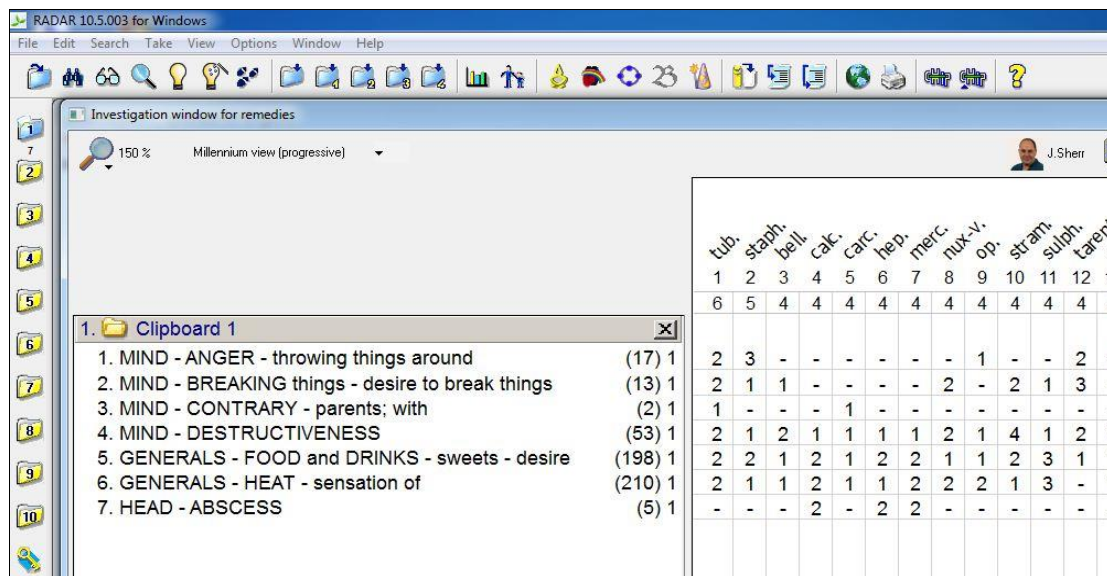 RADAR 10.5.003 for Windows
File Edit Search Take View Options Window Help
Investigation window for remedies
150 % Millennium view (progressive) J.Sherr
tub. staph. bell. calc. carc. hep. merc. nux-v. op. stram. sulph. tarent
1 2 3 4 5 6 7 8 9 10 11 12
6 5 4 4 4 4 4 4 4 4 4 4
1. Clipboard 1
1. MIND - ANGER - throwing things around (17) 1 2 3 - - - - - - 1 - - 2
2. MIND - BREAKING things - desire to break things (13) 1 2 1 1 - - - - 2 - 2 1 3
3. MIND - CONTRARY - parents; with (2) 1 1 - - - 1 - - - - - - -
4. MIND - DESTRUCTIVENESS (53) 1 2 1 2 1 1 1 1 2 1 4 1 2
5. GENERALS - FOOD and DRINKS - sweets - desire (198) 1 2 2 1 2 1 2 2 1 1 2 3 1
6. GENERALS - HEAT - sensation of (210) 1 2 1 1 2 1 1 2 2 2 1 3 -
7. HEAD - ABSCESS (5) 1 - - - 2 - 2 2 - - - - -
1
7
2
3
4
5
6
7
8
9
10